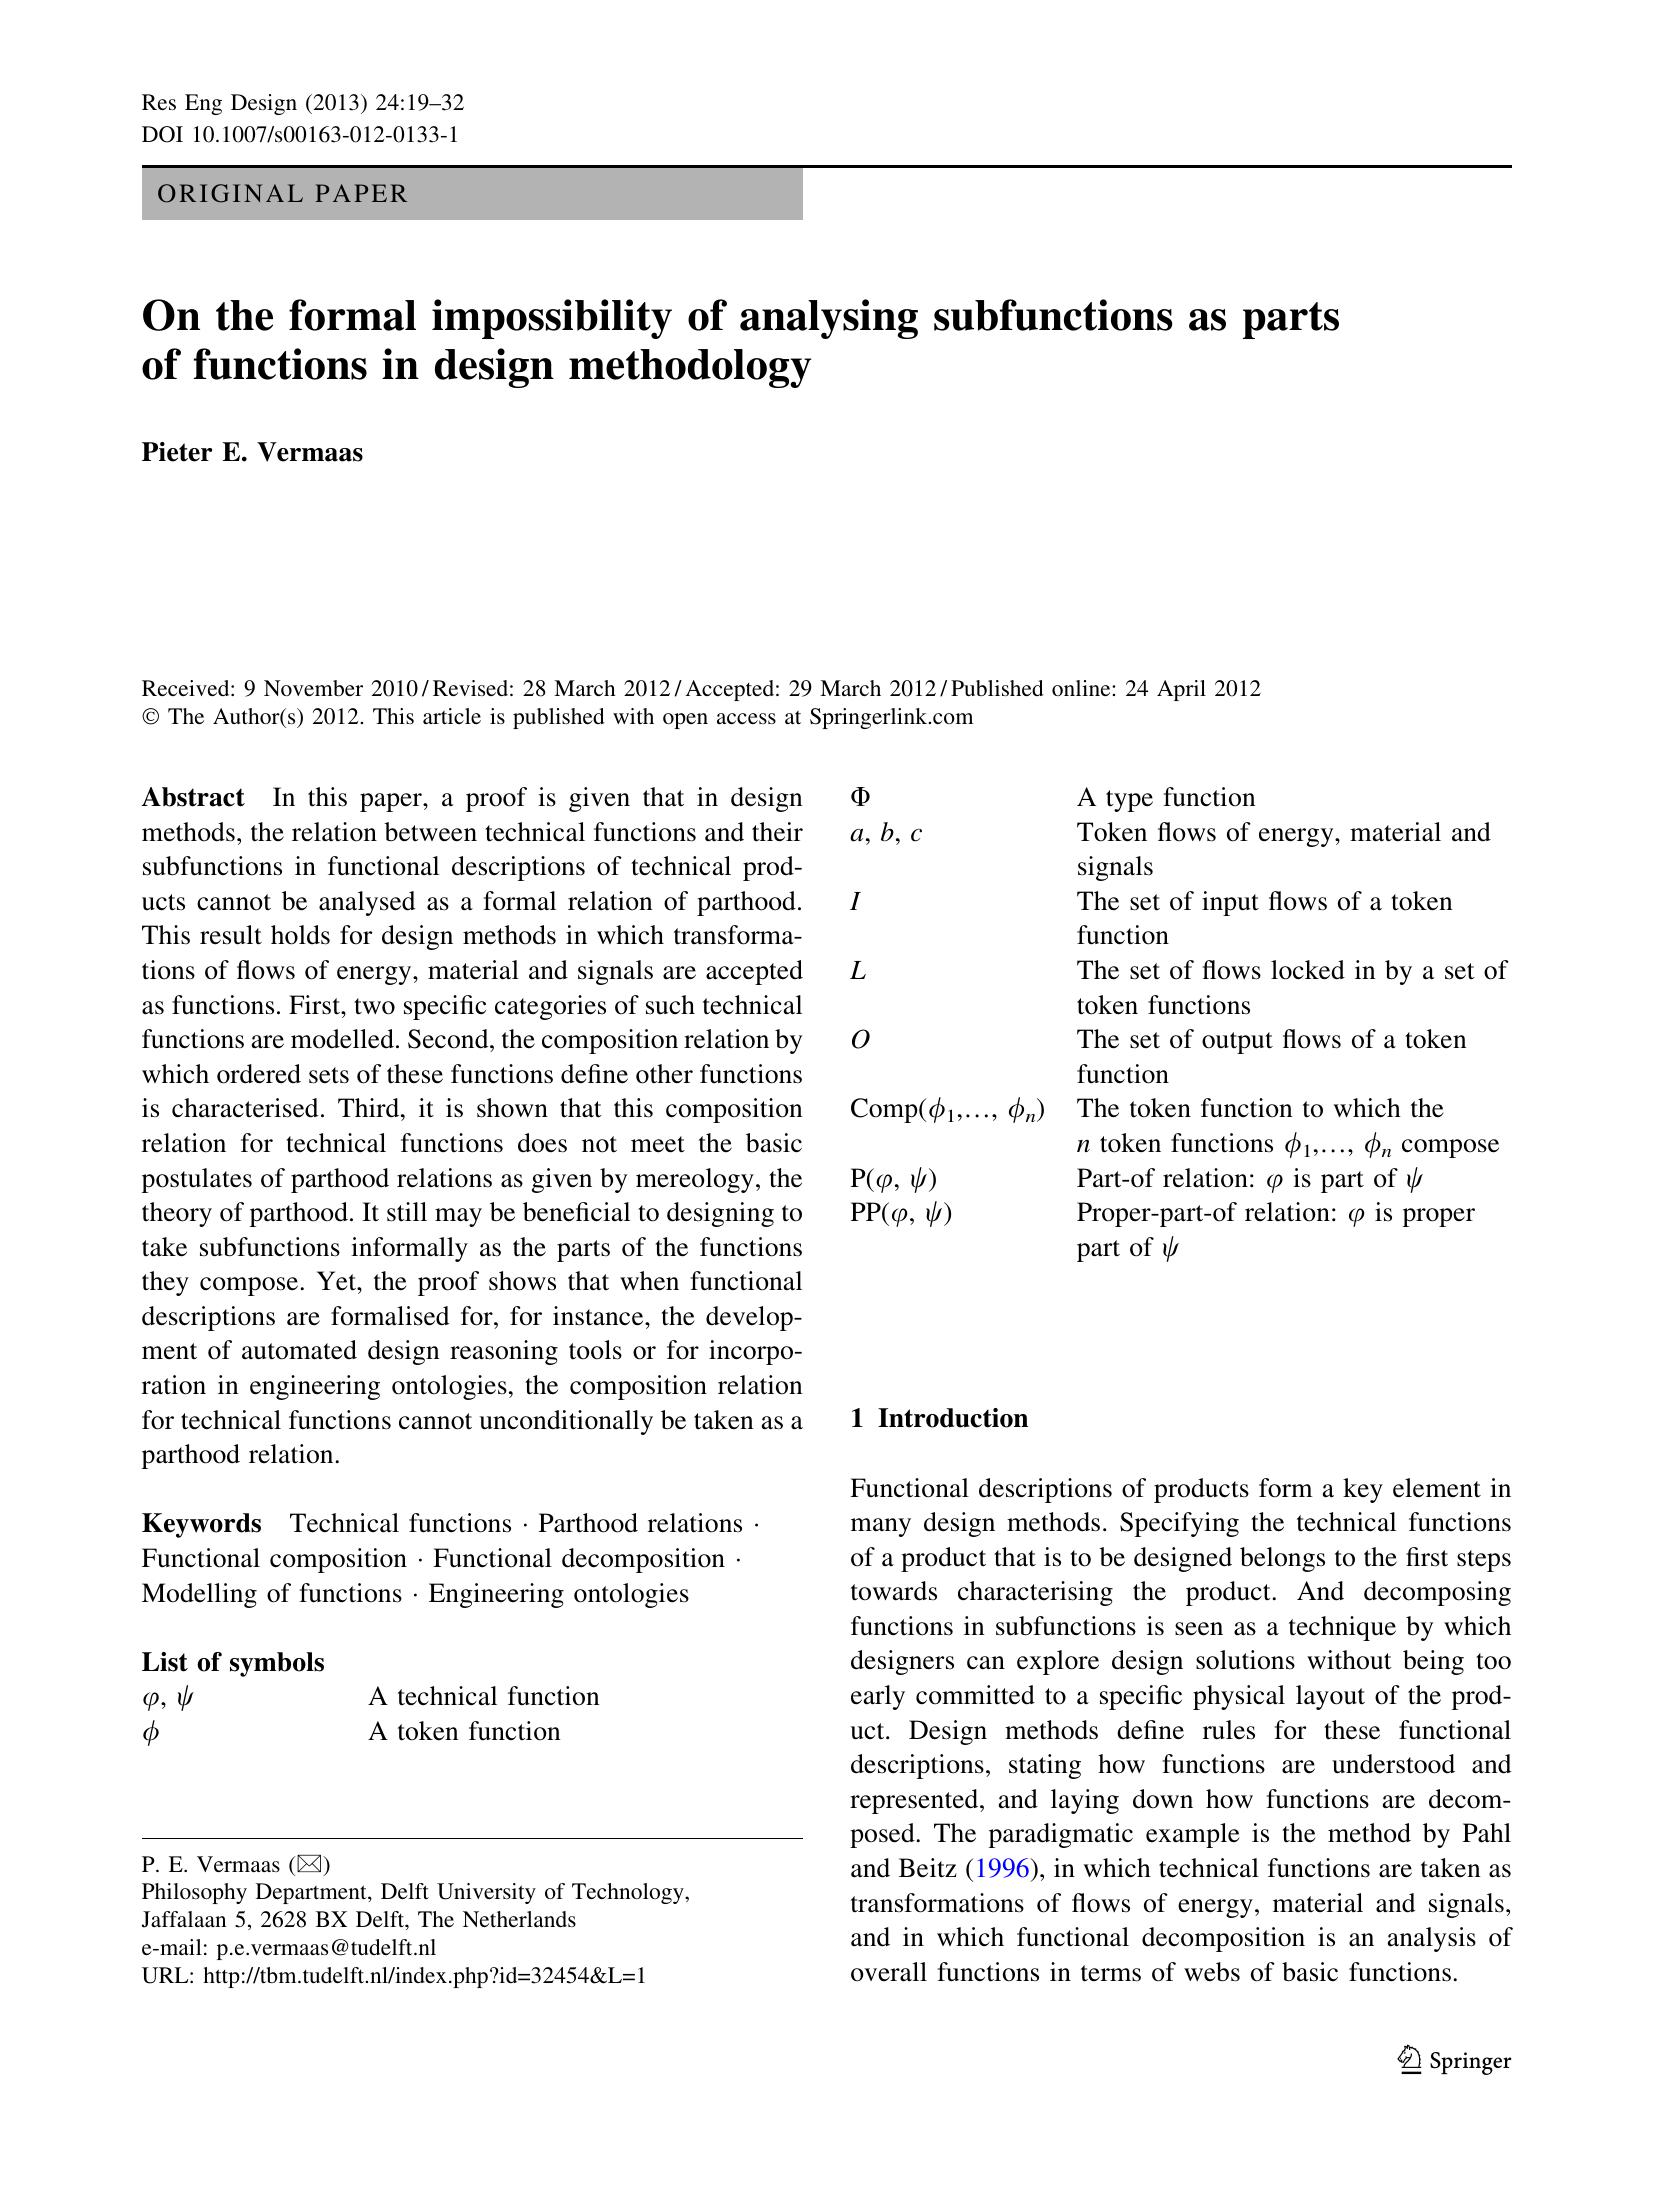 Res Eng Design (2013) 24:19–32
DOI 10.1007/s00163-012-0133-1
ORIGINAL PAPER
On the formal impossibility of analysing subfunctions as parts
of functions in design methodology
Pieter E. Vermaas
Received: 9 November 2010 / Revised: 28 March 2012 / Accepted: 29 March 2012 / Published online: 24 April 2012
© The Author(s) 2012. This article is published with open access at Springerlink.com
Abstract In this paper, a proof is given that in design
methods, the relation between technical functions and their
subfunctions in functional descriptions of technical prod-
ucts cannot be analysed as a formal relation of parthood.
This result holds for design methods in which transforma-
tions of flows of energy, material and signals are accepted
as functions. First, two specific categories of such technical
functions are modelled. Second, the composition relation by
which ordered sets of these functions define other functions
is characterised. Third, it is shown that this composition
relation for technical functions does not meet the basic
postulates of parthood relations as given by mereology, the
theory of parthood. It still may be beneficial to designing to
take subfunctions informally as the parts of the functions
they compose. Yet, the proof shows that when functional
descriptions are formalised for, for instance, the develop-
ment of automated design reasoning tools or for incorpo-
ration in engineering ontologies, the composition relation
for technical functions cannot unconditionally be taken as a
parthood relation.
Keywords Technical functions · Parthood relations ·
Functional composition · Functional decomposition ·
Modelling of functions · Engineering ontologies
List of symbols
φ, ψ A technical function
ϕ A token function
P. E. Vermaas (✉)
Philosophy Department, Delft University of Technology,
Jaffalaan 5, 2628 BX Delft, The Netherlands
e-mail: p.e.vermaas@tudelft.nl
URL: http://tbm.tudelft.nl/index.php?id=32454&L=1
Φ A type function
a, b, c Token flows of energy, material and
signals
I The set of input flows of a token
function
L The set of flows locked in by a set of
token functions
O The set of output flows of a token
function
Comp(ϕ1,…, ϕn) The token function to which the
n token functions ϕ1,…, ϕn compose
P(φ, ψ) Part-of relation: φ is part of ψ
PP(φ, ψ) Proper-part-of relation: φ is proper
part of ψ
1 Introduction
Functional descriptions of products form a key element in
many design methods. Specifying the technical functions
of a product that is to be designed belongs to the first steps
towards characterising the product. And decomposing
functions in subfunctions is seen as a technique by which
designers can explore design solutions without being too
early committed to a specific physical layout of the prod-
uct. Design methods define rules for these functional
descriptions, stating how functions are understood and
represented, and laying down how functions are decom-
posed. The paradigmatic example is the method by Pahl
and Beitz (1996), in which technical functions are taken as
transformations of flows of energy, material and signals,
and in which functional decomposition is an analysis of
overall functions in terms of webs of basic functions.
Springer